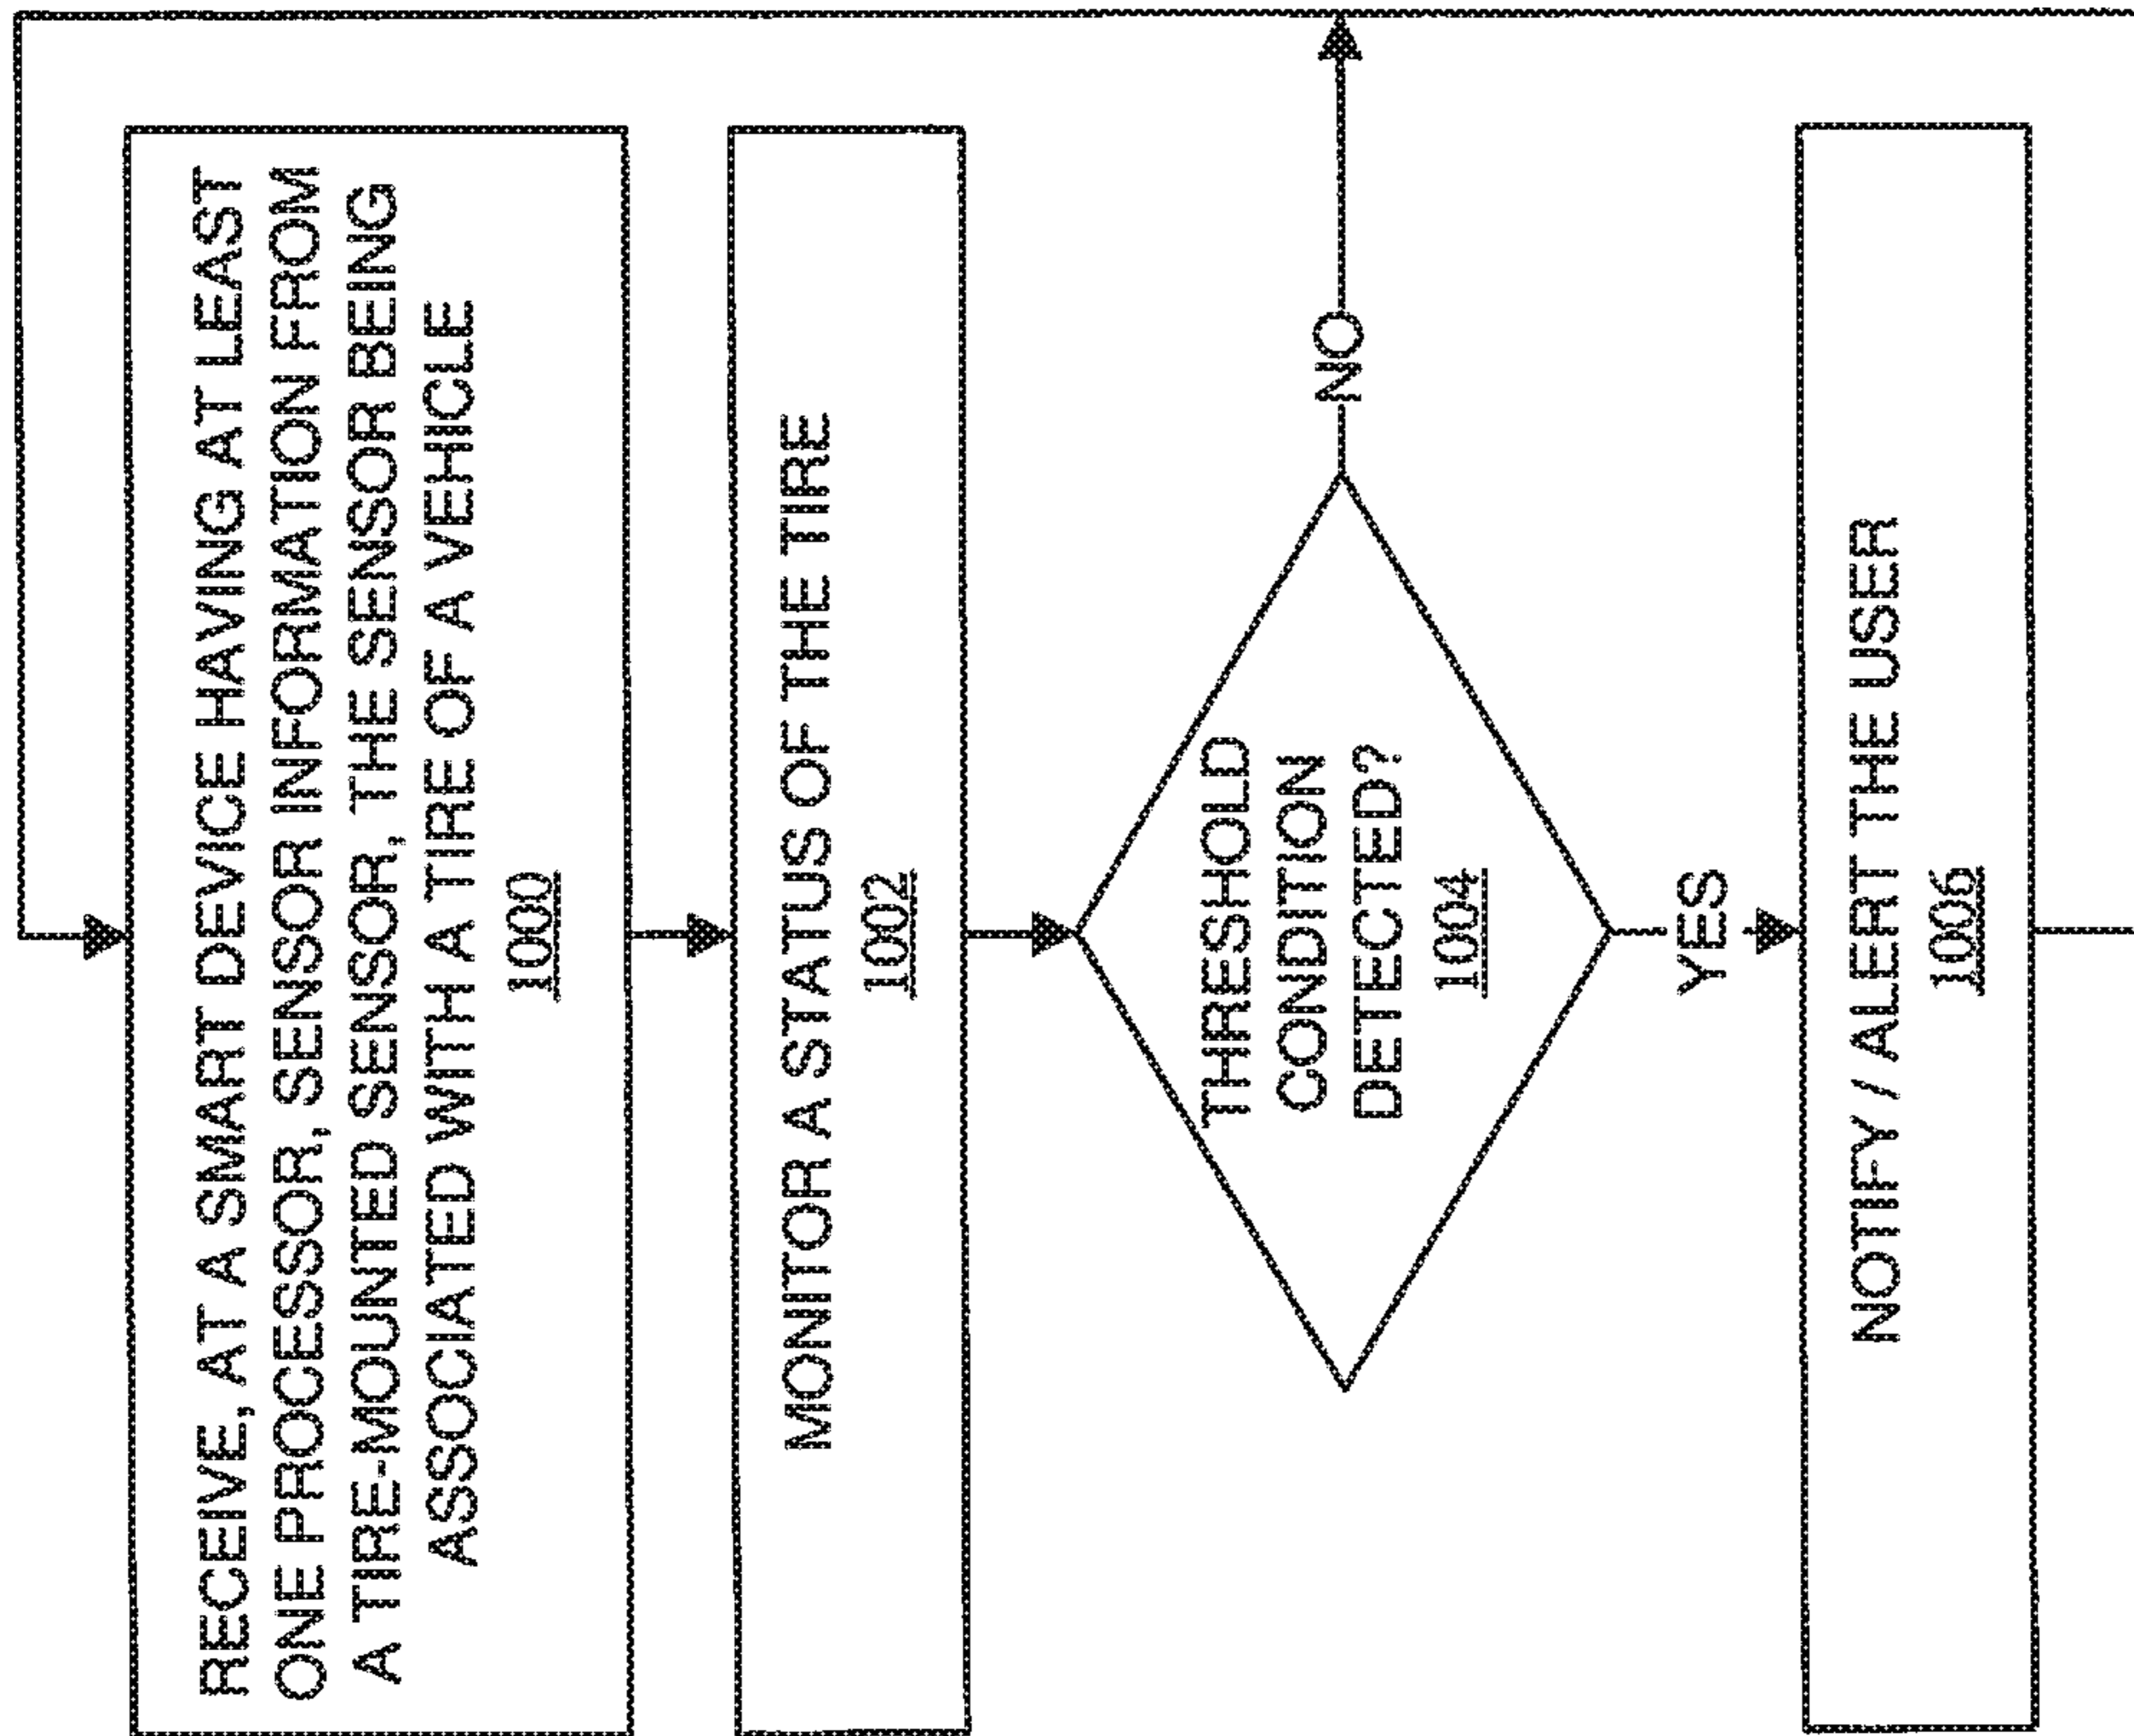 RECEIVE, AT A SMART DEVICE HAVING AT LEAST
ONE PROCESSOR, SENSOR INFORMATION FROM
A TIRE-MOUNTED SENSOR, THE SENSOR BEING
ASSOCIATED WITH A TIRE OF A VEHICLE
1000
MONITOR A STATUS OF THE TIRE
1002
THRESHOLD
CONDITION
DETECTED?
1004
NO
YES
NOTIFY / ALERT THE USER
1006